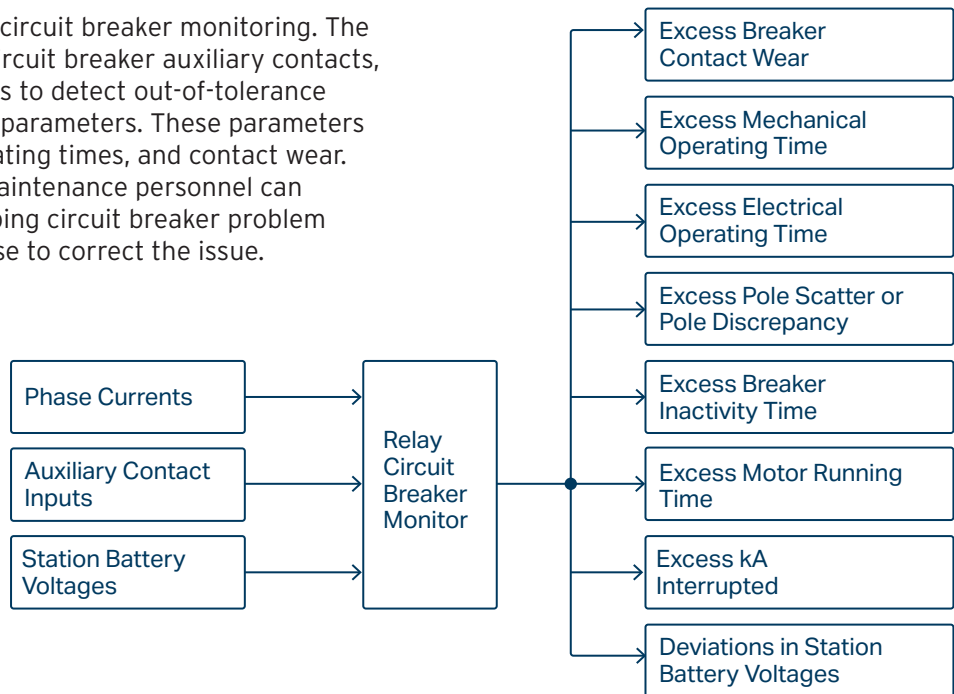 circuit breaker monitoring. The
rcuit breaker auxiliary contacts,
s to detect out-of-tolerance
parameters. These parameters
ating times, and contact wear.
aintenance personnel can
ing circuit breaker problem
se to correct the issue.
Phase Currents
Auxiliary Contact
Inputs
Station Battery
Voltages
Relay
Circuit
Breaker
Monitor
Excess Breaker
Contact Wear
Excess Mechanical
Operating Time
Excess Electrical
Operating Time
Excess Pole Scatter or
Pole Discrepancy
Excess Breaker
Inactivity Time
Excess Motor Running
Time
Excess kA
Interrupted
Deviations in Station
Battery Voltages